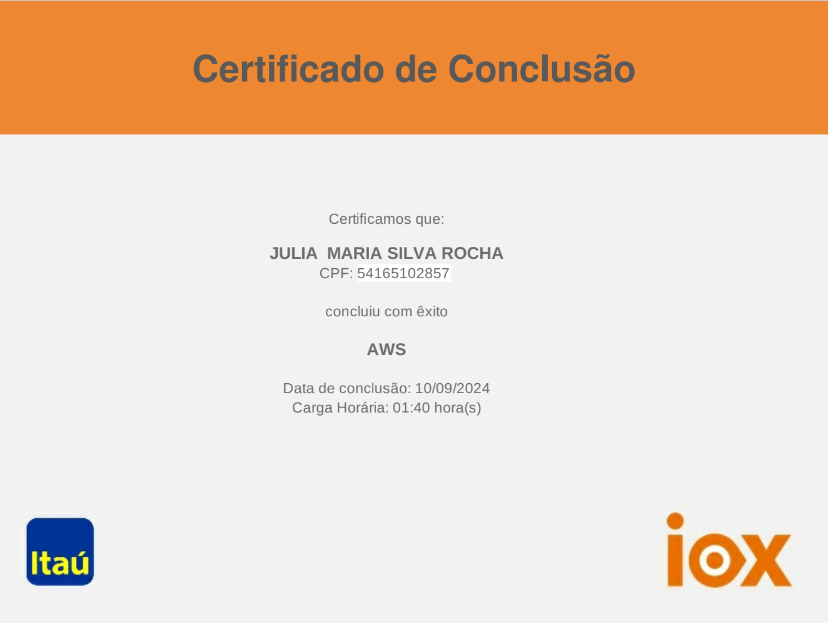 Certificado de Conclusão
Certificamos que:
JULIA  MARIA SILVA ROCHA
CPF: 54165102857
concluiu com êxito
AWS
Data de conclusão: 10/09/2024
Carga Horária: 01:40 hora(s)
Itaú
iox